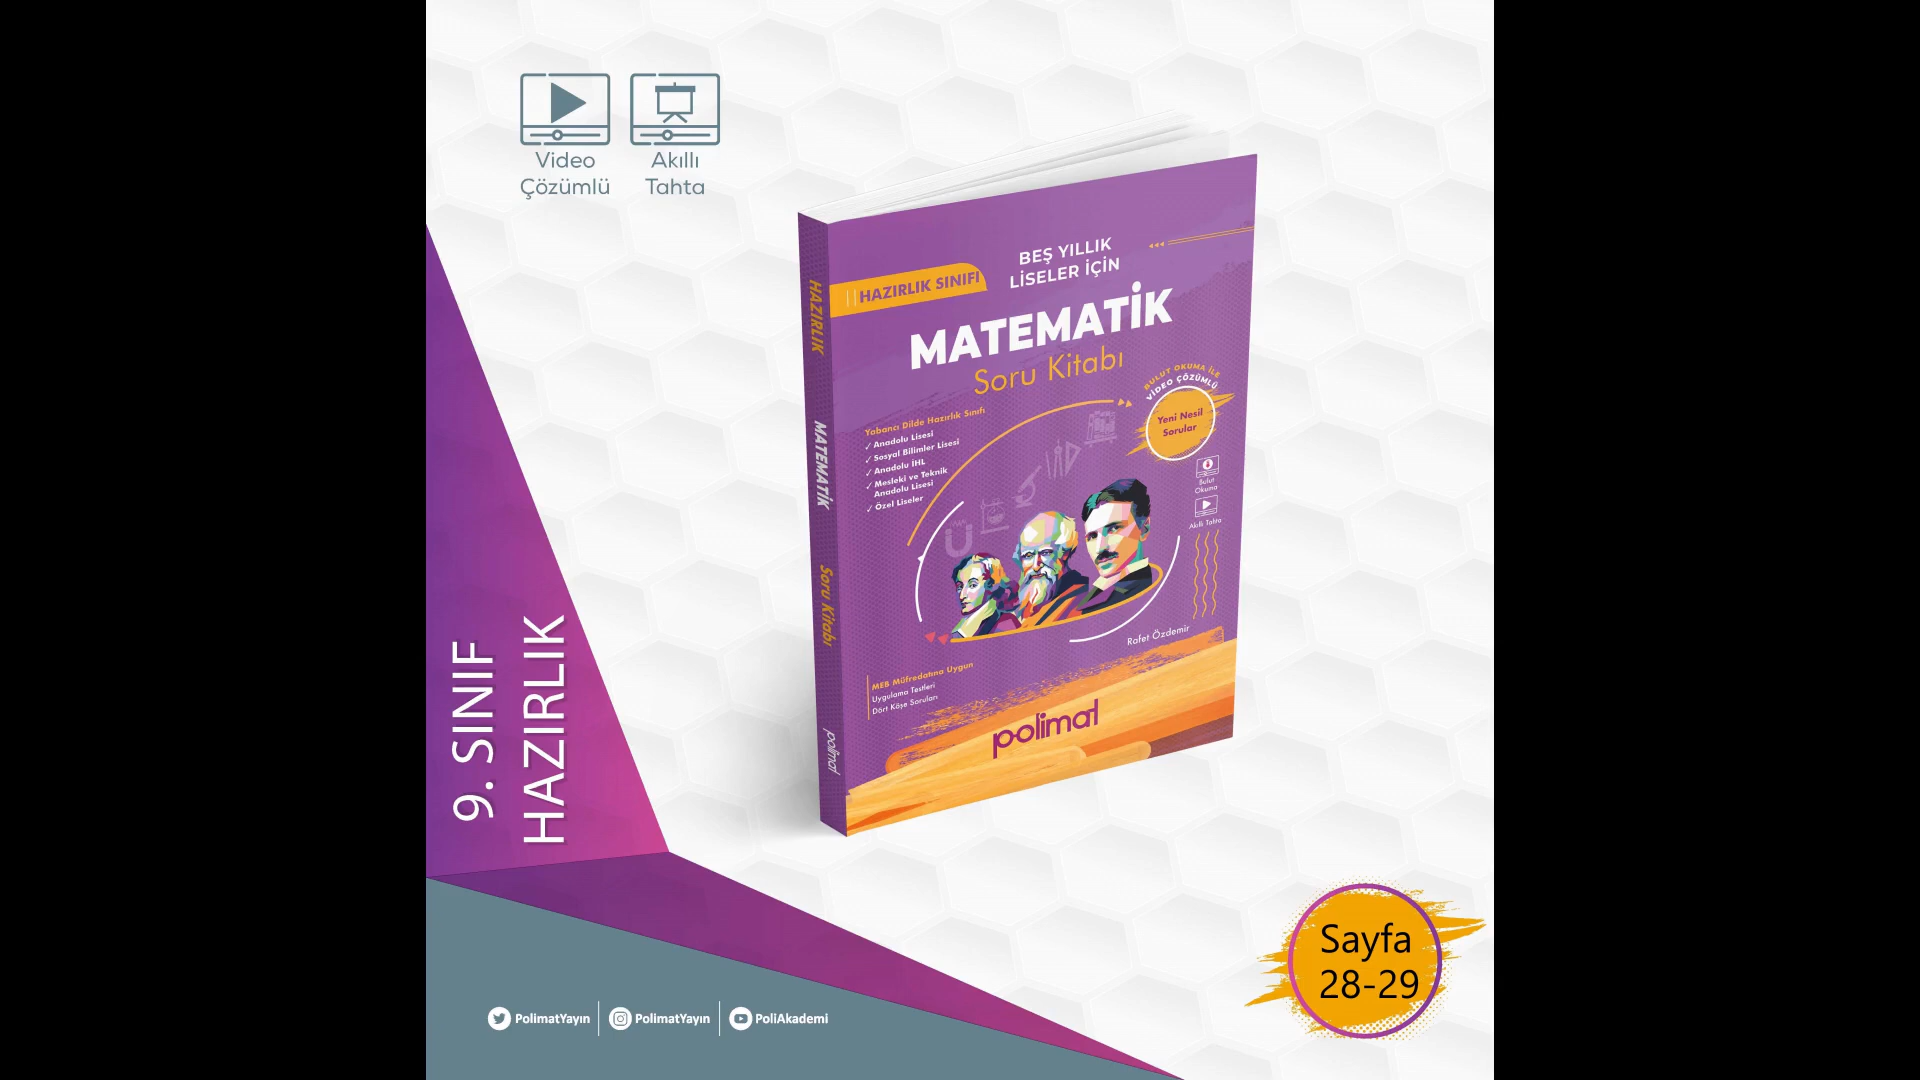 Video
Çözümlü
Akıllı
Tahta
9. SINIF
HAZIRLIK
HAZIRLIK
MATEMATİK
Soru Kitabı
polimat
HAZIRLIK SINIFI
BEŞ YILLIK
LİSELER İÇİN
MATEMATİK
Soru Kitabı
BULUT OKUMA İLE
VİDEO ÇÖZÜMLÜ
Yeni Nesil
Sorular
Yabancı Dilde Hazırlık Sınıfı
✓ Anadolu Lisesi
✓ Sosyal Bilimler Lisesi
✓ Anadolu İHL
✓ Mesleki ve Teknik
Anadolu Lisesi
✓ Özel Liseler
Bulut
Okuma
Akıllı Tahta
Rafet Özdemir
MEB Müfredatına Uygun
Uygulama Testleri
Dört Köşe Soruları
polimat
Sayfa
28-29
PolimatYayın
PolimatYayın
PoliAkademi